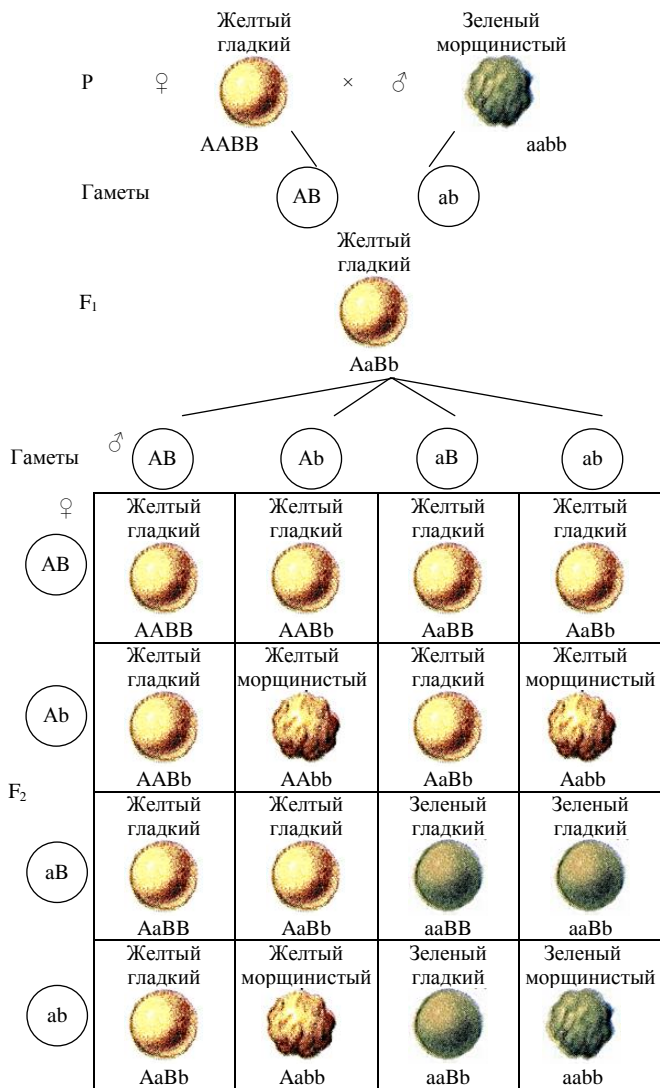 Желтый Зеленый
гладкий морщинистый
P ♀ × ♂
AABB aabb
Гаметы AB ab
Желтый
гладкий
F₁
AaBb
Гаметы ♂ AB Ab aB ab
♀
Желтый Желтый Желтый Желтый
гладкий гладкий гладкий гладкий
AB
AABB AABb AaBB AaBb
Желтый Желтый Желтый Желтый
гладкий морщинистый гладкий морщинистый
Ab
AABb AAbb AaBb Aabb
F₂
Желтый Желтый Зеленый Зеленый
гладкий гладкий гладкий гладкий
aB
AaBB AaBb aaBB aaBb
Желтый Желтый Зеленый Зеленый
гладкий морщинистый гладкий морщинистый
ab
AaBb Aabb aaBb aabb